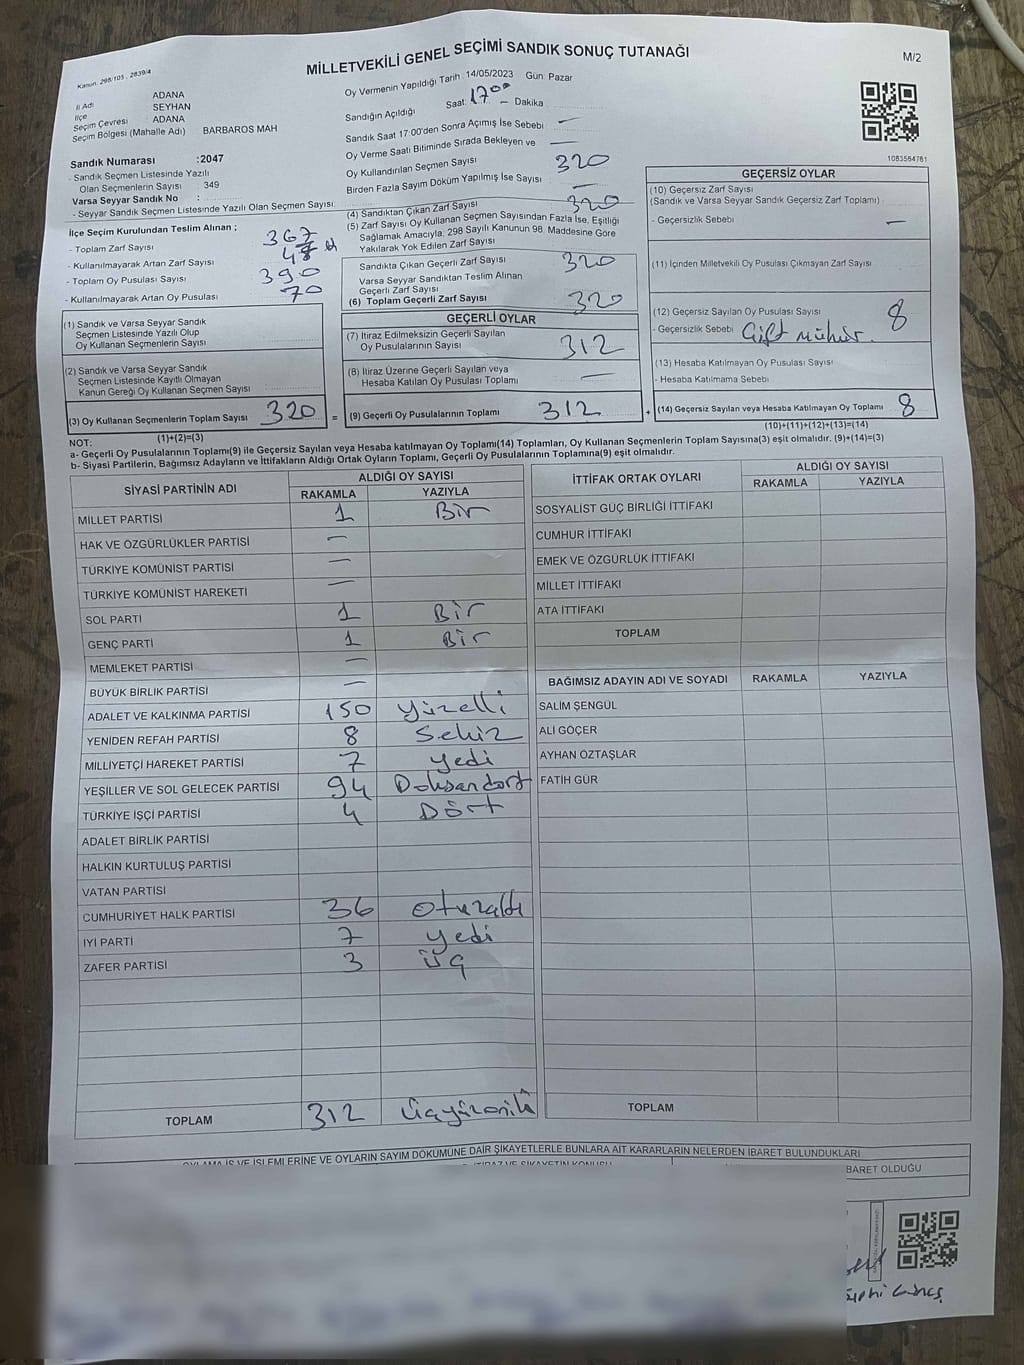 Kanun: 298/105 , 2839/4
MİLLETVEKİLİ GENEL SEÇİMİ SANDIK SONUÇ TUTANAĞI
M/2
İl Adı ADANA
İlçe SEYHAN
Seçim Çevresi : ADANA
Seçim Bölgesi (Mahalle Adı) BARBAROS MAH
Sandık Numarası :2047
- Sandık Seçmen Listesinde Yazılı
Olan Seçmenlerin Sayısı : 349
Varsa Seyyar Sandık No :
- Seyyar Sandık Seçmen Listesinde Yazılı Olan Seçmen Sayısı:
İlçe Seçim Kurulundan Teslim Alınan ;
- Toplam Zarf Sayısı 367
- Kullanılmayarak Artan Zarf Sayısı 47
- Toplam Oy Pusulası Sayısı 390
- Kullanılmayarak Artan Oy Pusulası 70
(1) Sandık ve Varsa Seyyar Sandık
Seçmen Listesinde Yazılı Olup
Oy Kullanan Seçmenlerin Sayısı
(2) Sandık ve Varsa Seyyar Sandık
Seçmen Listesinde Kayıtlı Olmayan
Kanun Gereği Oy Kullanan Seçmen Sayısı
(3) Oy Kullanan Seçmenlerin Toplam Sayısı 320 =
(1)+(2)=(3)
Oy Vermenin Yapıldığı Tarih :14/05/2023 Gün: Pazar
Sandığın Açıldığı Saat: 17 00 – Dakika
Sandık Saat 17:00'den Sonra Açımış İse Sebebi —
Oy Verme Saati Bitiminde Sırada Bekleyen ve —
Oy Kullandırılan Seçmen Sayısı 320
Birden Fazla Sayım Döküm Yapılmış İse Sayısı —
(4) Sandıktan Çıkan Zarf Sayısı 320
(5) Zarf Sayısı Oy Kullanan Seçmen Sayısından Fazla İse, Eşitliği
Sağlamak Amacıyla; 298 Sayılı Kanunun 98. Maddesine Göre
Yakılarak Yok Edilen Zarf Sayısı
Sandıkta Çıkan Geçerli Zarf Sayısı 320
Varsa Seyyar Sandıktan Teslim Alınan
Geçerli Zarf Sayısı
(6) Toplam Geçerli Zarf Sayısı 320
GEÇERLİ OYLAR
(7) İtiraz Edilmeksizin Geçerli Sayılan
Oy Pusulalarının Sayısı 312
(8) İtiraz Üzerine Geçerli Sayılan veya
Hesaba Katılan Oy Pusulası Toplamı —
(9) Geçerli Oy Pusulalarının Toplamı 312 +
1083564761
GEÇERSİZ OYLAR
(10) Geçersiz Zarf Sayısı
(Sandık ve Varsa Seyyar Sandık Geçersiz Zarf Toplamı)
- Geçersizlik Sebebi —
(11) İçinden Milletvekili Oy Pusulası Çıkmayan Zarf Sayısı
(12) Geçersiz Sayılan Oy Pusulası Sayısı 8
- Geçersizlik Sebebi Çift mühür.
(13) Hesaba Katılmayan Oy Pusulası Sayısı
- Hesaba Katılmama Sebebi
(14) Geçersiz Sayılan veya Hesaba Katılmayan Oy Toplamı 8
(10)+(11)+(12)+(13)=(14)
NOT:
a- Geçerli Oy Pusulalarının Toplamı(9) ile Geçersiz Sayılan veya Hesaba katılmayan Oy Toplamı(14) Toplamları, Oy Kullanan Seçmenlerin Toplam Sayısına(3) eşit olmalıdır. (9)+(14)=(3)
b- Siyasi Partilerin, Bağımsız Adayların ve İttifakların Aldığı Ortak Oyların Toplamı, Geçerli Oy Pusulalarının Toplamına(9) eşit olmalıdır.
SİYASİ PARTİNİN ADI ALDIĞI OY SAYISI
RAKAMLA YAZIYLA
MİLLET PARTİSİ 1 Bir
HAK VE ÖZGÜRLÜKLER PARTİSİ —
TÜRKİYE KOMÜNİST PARTİSİ —
TÜRKİYE KOMÜNİST HAREKETİ —
SOL PARTİ 1 Bir
GENÇ PARTİ 1 Bir
MEMLEKET PARTİSİ —
BÜYÜK BİRLİK PARTİSİ —
ADALET VE KALKINMA PARTİSİ 150 Yüzelli
YENİDEN REFAH PARTİSİ 8 Sekiz
MİLLİYETÇİ HAREKET PARTİSİ 7 Yedi
YEŞİLLER VE SOL GELECEK PARTİSİ 94 Doksandört
TÜRKİYE İŞÇİ PARTİSİ 4 Dört
ADALET BİRLİK PARTİSİ
HALKIN KURTULUŞ PARTİSİ
VATAN PARTİSİ
CUMHURİYET HALK PARTİSİ 36 Otuzaltı
İYİ PARTİ 7 Yedi
ZAFER PARTİSİ 3 Üç
TOPLAM 312 Üçyüzoniki
İTTİFAK ORTAK OYLARI ALDIĞI OY SAYISI
RAKAMLA YAZIYLA
SOSYALİST GÜÇ BİRLİĞİ İTTİFAKI
CUMHUR İTTİFAKI
EMEK VE ÖZGÜRLÜK İTTİFAKI
MİLLET İTTİFAKI
ATA İTTİFAKI
TOPLAM
BAĞIMSIZ ADAYIN ADI VE SOYADI RAKAMLA YAZIYLA
SALİM ŞENGÜL
ALİ GÖÇER
AYHAN ÖZTAŞLAR
FATİH GÜR
TOPLAM
OYLAMA İŞ VE İŞLEMLERİNE VE OYLARIN SAYIM DÖKÜMÜNE DAİR ŞİKAYETLERLE BUNLARA AİT KARARLARIN NELERDEN İBARET BULUNDUKLARI
İTİRAZ VE ŞİKAYETİN KONUSU
İBARET OLDUĞU